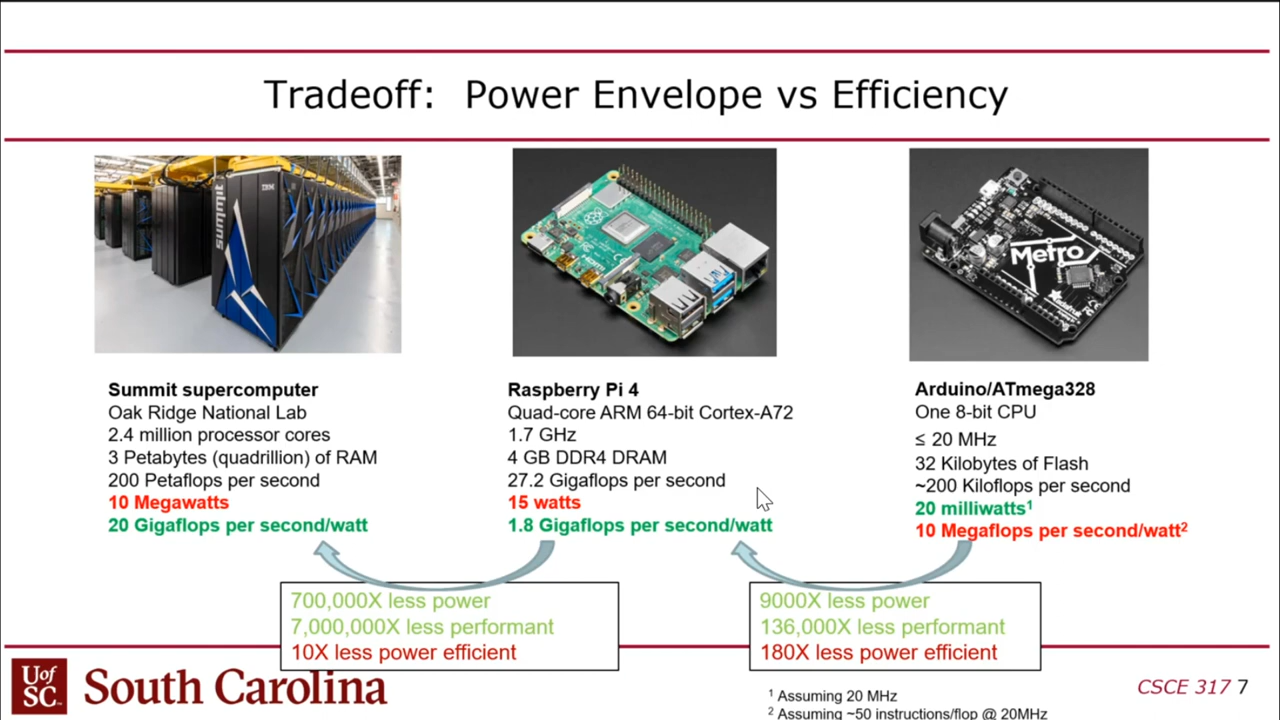 Tradeoff: Power Envelope vs Efficiency
summit
IBM
Metro
Summit supercomputer
Oak Ridge National Lab
2.4 million processor cores
3 Petabytes (quadrillion) of RAM
200 Petaflops per second
10 Megawatts
20 Gigaflops per second/watt
Raspberry Pi 4
Quad-core ARM 64-bit Cortex-A72
1.7 GHz
4 GB DDR4 DRAM
27.2 Gigaflops per second
15 watts
1.8 Gigaflops per second/watt
Arduino/ATmega328
One 8-bit CPU
≤ 20 MHz
32 Kilobytes of Flash
~200 Kiloflops per second
20 milliwatts¹
10 Megaflops per second/watt²
700,000X less power
7,000,000X less performant
10X less power efficient
9000X less power
136,000X less performant
180X less power efficient
UofSC
South Carolina
CSCE 317 7
¹ Assuming 20 MHz
² Assuming ~50 instructions/flop @ 20MHz